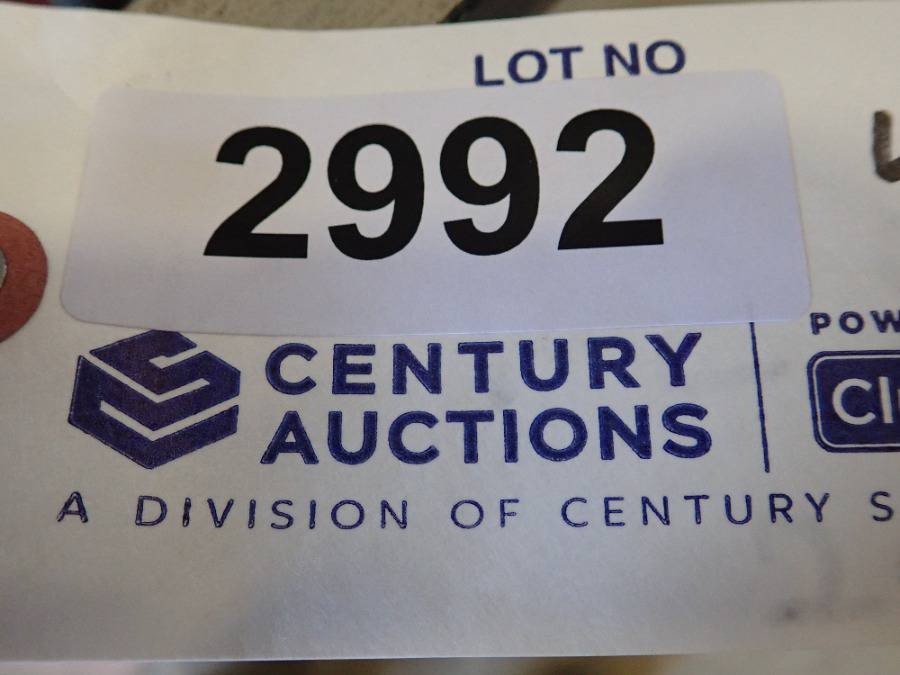 LOT NO
2992
CENTURY
AUCTIONS
A DIVISION OF CENTURY